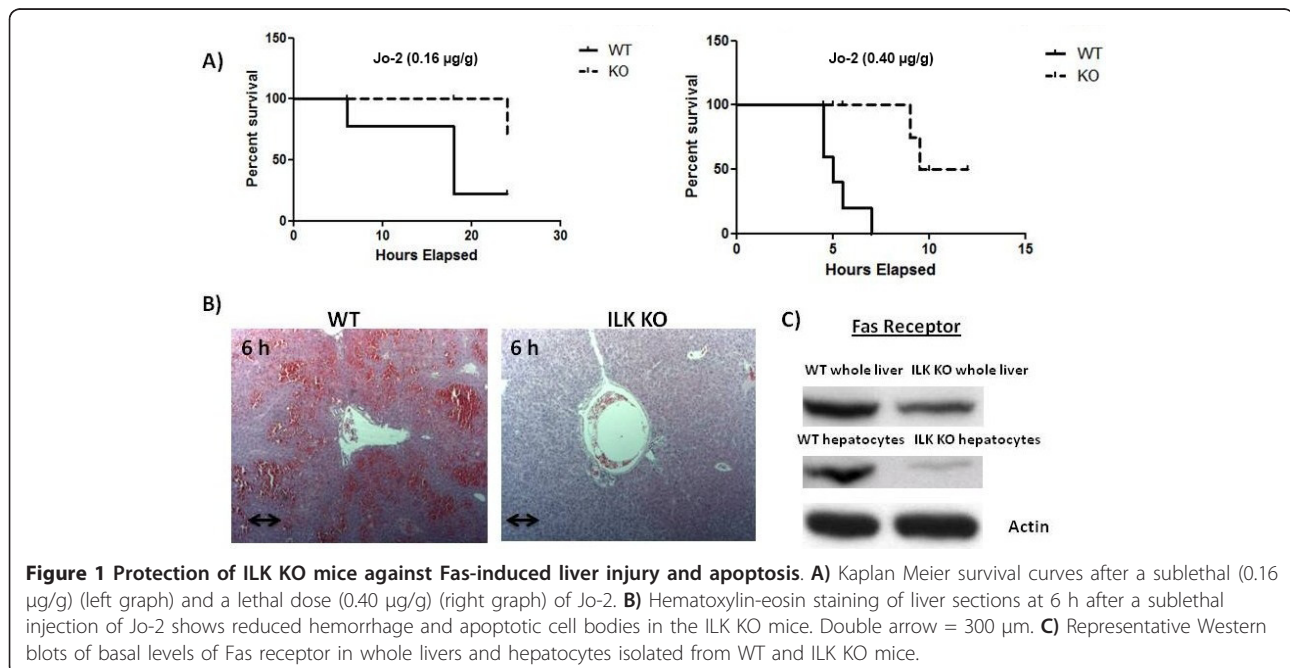 A)
150
100
50
0
Percent survival
Jo-2 (0.16 µg/g)
WT
KO
0
10
20
30
Hours Elapsed
150
100
50
0
Percent survival
Jo-2 (0.40 µg/g)
WT
KO
0
5
10
15
Hours Elapsed
B)
WT
6 h
ILK KO
6 h
C)
Fas Receptor
WT whole liver ILK KO whole liver
WT hepatocytes ILK KO hepatocytes
Actin
Figure 1 Protection of ILK KO mice against Fas-induced liver injury and apoptosis. A) Kaplan Meier survival curves after a sublethal (0.16
µg/g) (left graph) and a lethal dose (0.40 µg/g) (right graph) of Jo-2. B) Hematoxylin-eosin staining of liver sections at 6 h after a sublethal
injection of Jo-2 shows reduced hemorrhage and apoptotic cell bodies in the ILK KO mice. Double arrow = 300 µm. C) Representative Western
blots of basal levels of Fas receptor in whole livers and hepatocytes isolated from WT and ILK KO mice.